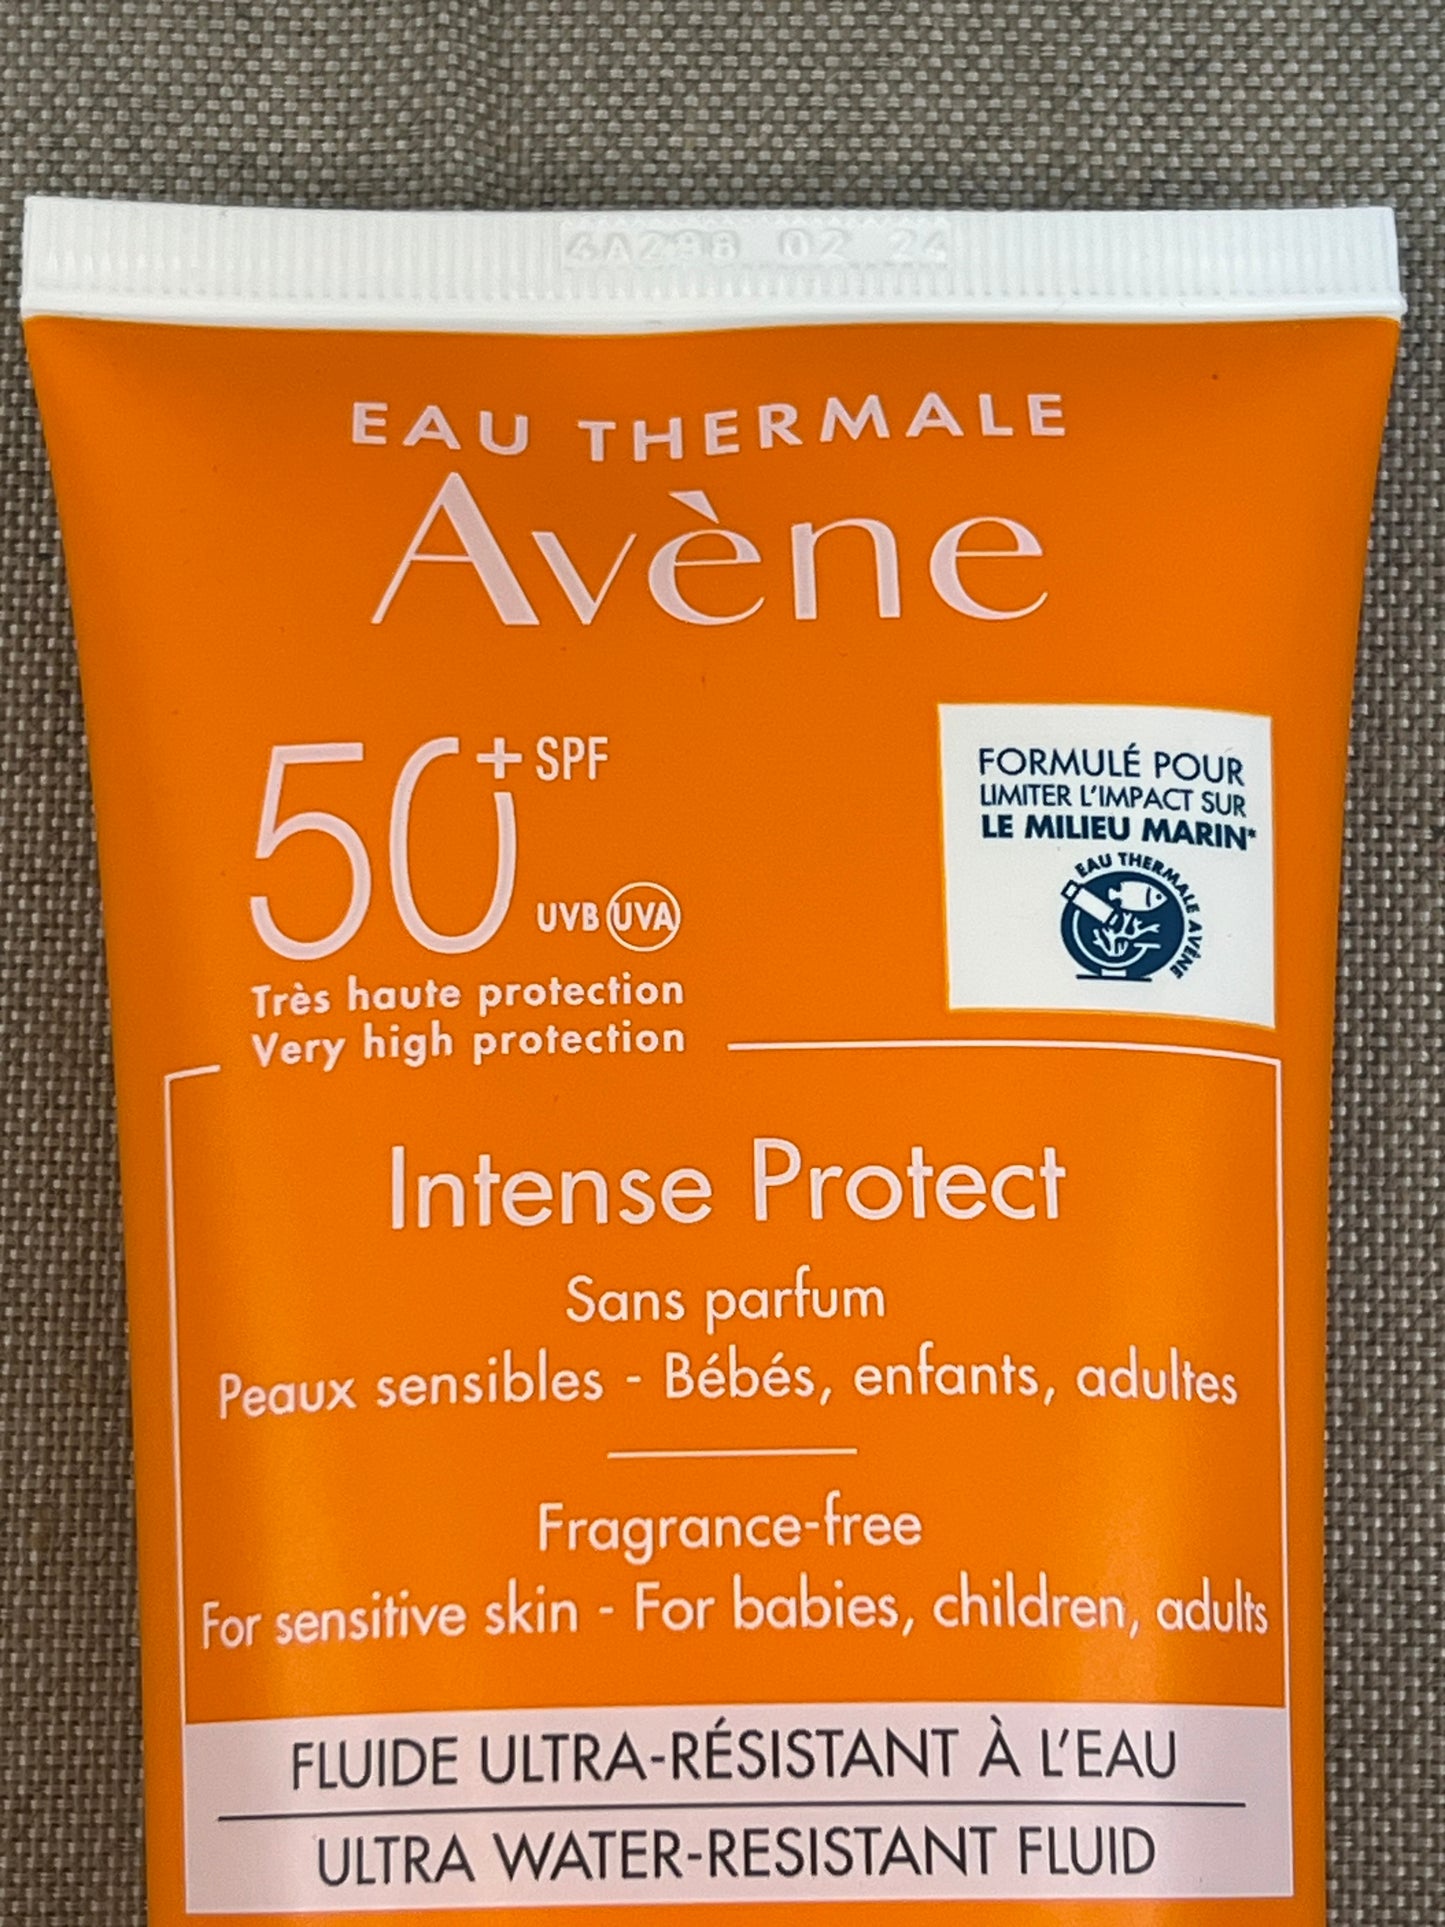 4A298 02 24
EAU THERMALE
Avène
50+ SPF
UVB UVA
Très haute protection
Very high protection
FORMULÉ POUR
LIMITER L'IMPACT SUR
LE MILIEU MARIN*
EAU THERMALE AVÈNE
Intense Protect
Sans parfum
Peaux sensibles - Bébés, enfants, adultes
Fragrance-free
For sensitive skin - For babies, children, adults
FLUIDE ULTRA-RÉSISTANT À L'EAU
ULTRA WATER-RESISTANT FLUID